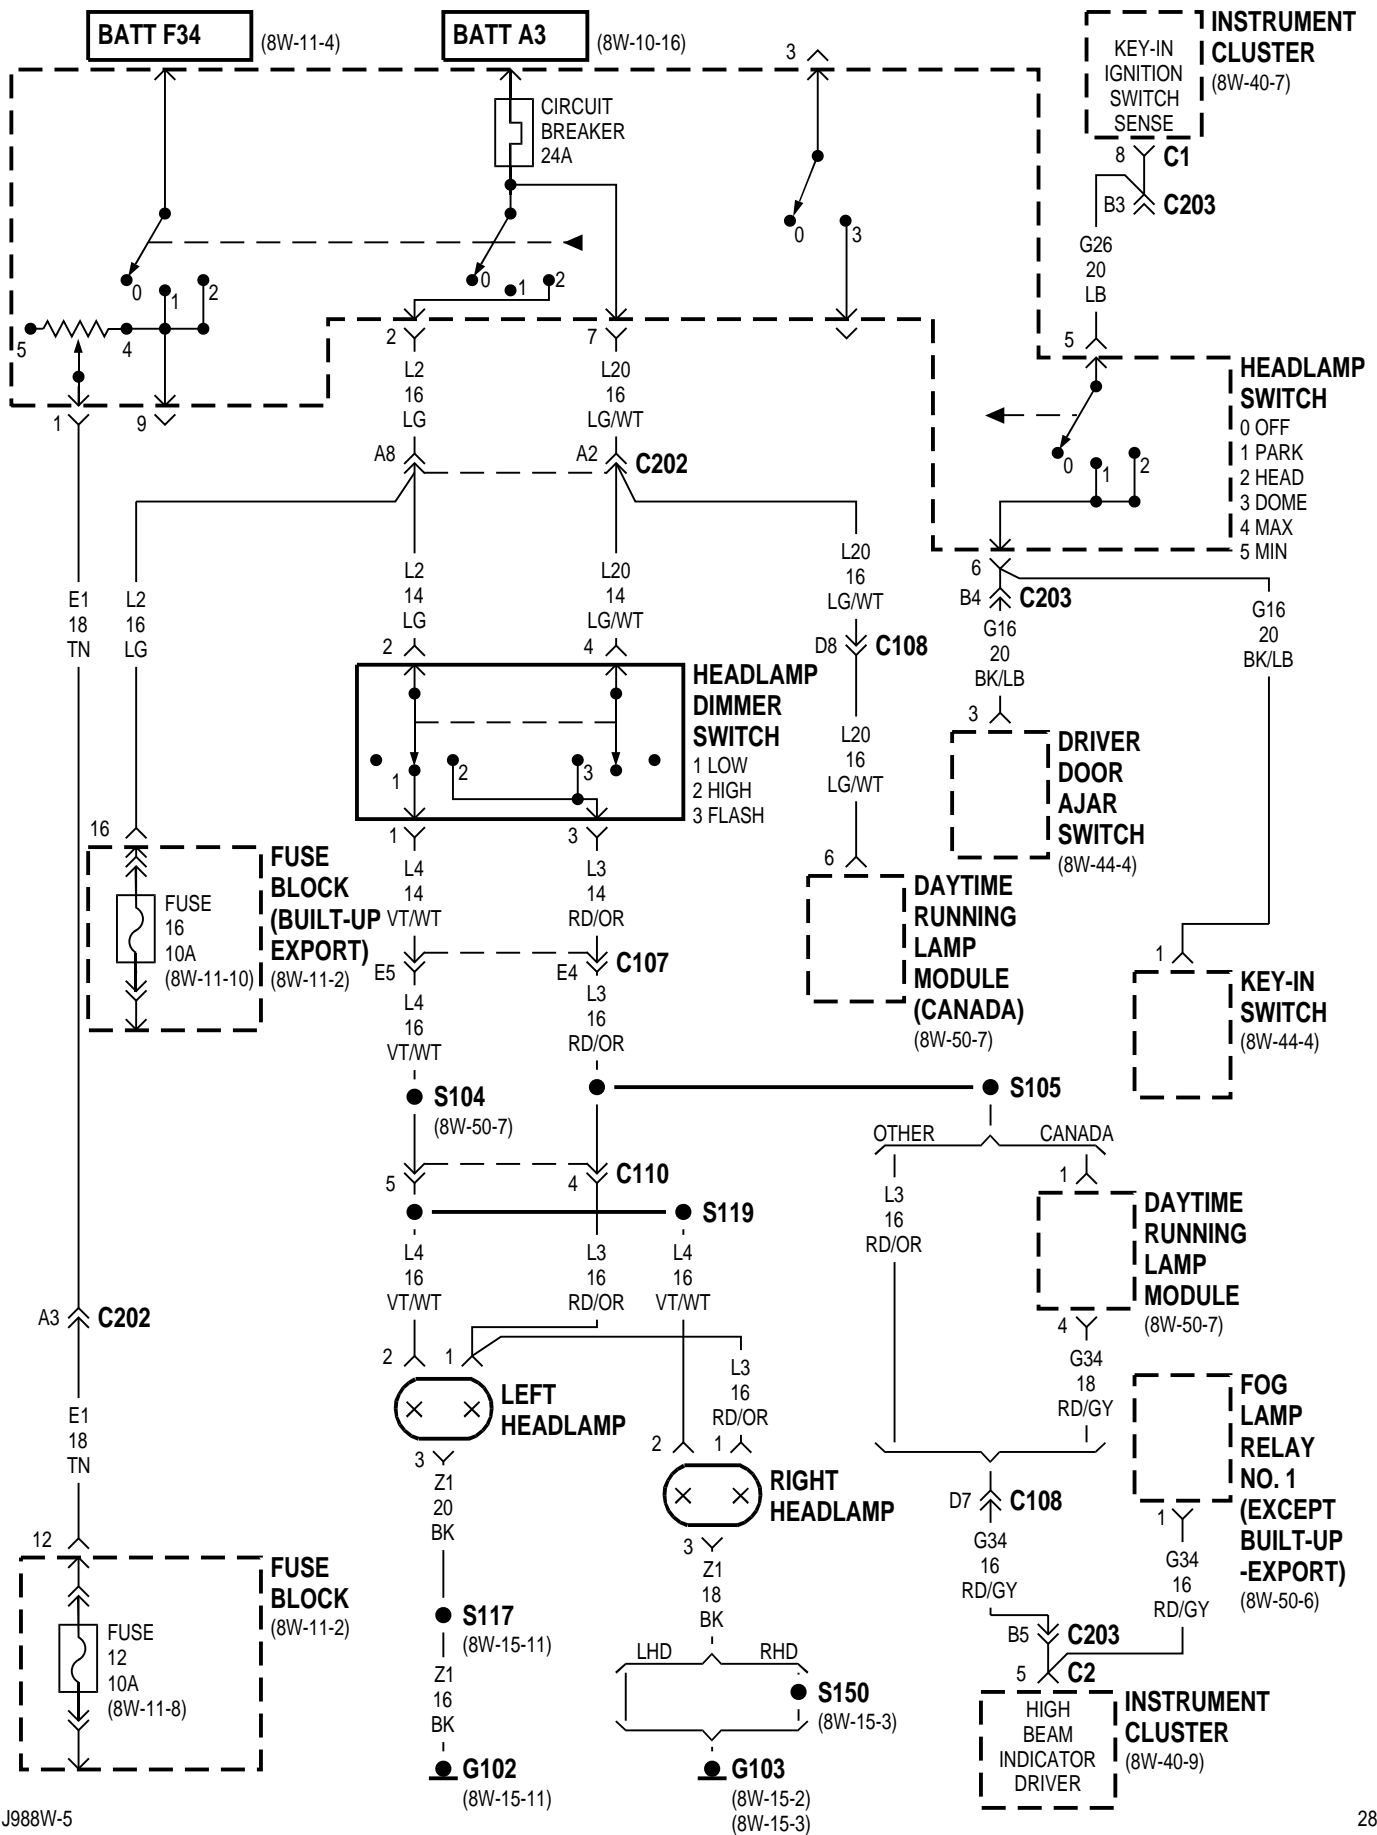 BATT F34
(8W-11-4)
BATT A3
(8W-10-16)
3
INSTRUMENT
CLUSTER
(8W-40-7)
KEY-IN
IGNITION
SWITCH
SENSE
8
C1
B3
C203
G26
20
LB
5
CIRCUIT
BREAKER
24A
0
3
0
1
2
0
1
2
5
4
1
9
2
7
L2
16
LG
L20
16
LG/WT
A8
A2
C202
HEADLAMP
SWITCH
0 OFF
1 PARK
2 HEAD
3 DOME
4 MAX
5 MIN
0
1
2
6
B4
C203
G16
20
BK/LB
3
G16
20
BK/LB
E1
18
TN
L2
16
LG
L2
14
LG
L20
14
LG/WT
L20
16
LG/WT
D8
C108
L20
16
LG/WT
2
4
HEADLAMP
DIMMER
SWITCH
1 LOW
2 HIGH
3 FLASH
1
2
3
1
3
DRIVER
DOOR
AJAR
SWITCH
(8W-44-4)
16
FUSE
BLOCK
(BUILT-UP
EXPORT)
(8W-11-2)
FUSE
16
10A
(8W-11-10)
L4
14
VT/WT
L3
14
RD/OR
E5
E4
C107
6
DAYTIME
RUNNING
LAMP
MODULE
(CANADA)
(8W-50-7)
1
KEY-IN
SWITCH
(8W-44-4)
L4
16
VT/WT
L3
16
RD/OR
S104
(8W-50-7)
S105
OTHER
CANADA
5
4
C110
S119
L3
16
RD/OR
1
DAYTIME
RUNNING
LAMP
MODULE
(8W-50-7)
4
L4
16
VT/WT
L3
16
RD/OR
L4
16
VT/WT
A3
C202
2
1
LEFT
HEADLAMP
3
L3
16
RD/OR
G34
18
RD/GY
FOG
LAMP
RELAY
NO. 1
(EXCEPT
BUILT-UP
-EXPORT)
(8W-50-6)
E1
18
TN
Z1
20
BK
2
1
RIGHT
HEADLAMP
3
D7
C108
1
G34
16
RD/GY
G34
16
RD/GY
12
FUSE
BLOCK
(8W-11-2)
FUSE
12
10A
(8W-11-8)
S117
(8W-15-11)
Z1
16
BK
G102
(8W-15-11)
Z1
18
BK
LHD
RHD
S150
(8W-15-3)
G103
(8W-15-2)
(8W-15-3)
B5
C203
5
C2
HIGH
BEAM
INDICATOR
DRIVER
INSTRUMENT
CLUSTER
(8W-40-9)
J988W-5
28